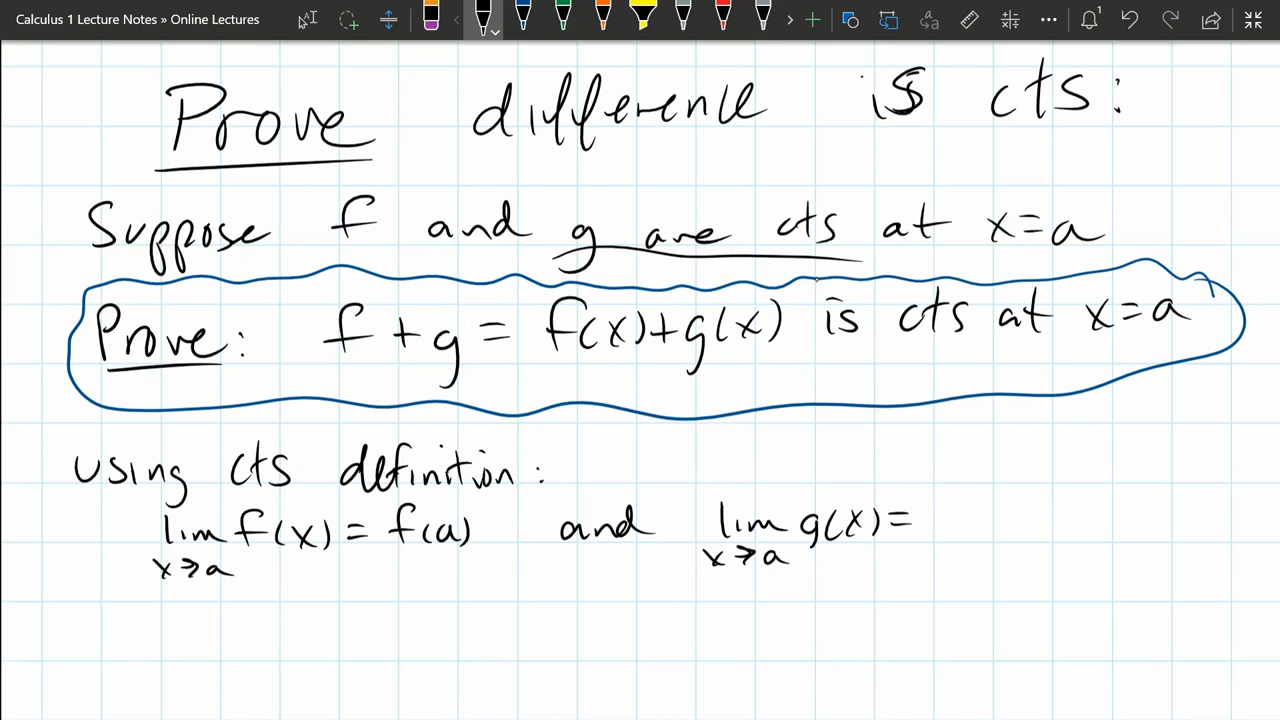 Calculus 1 Lecture Notes » Online Lectures
Prove difference is cts:
Suppose f and g are cts at x=a
Prove: f+g = f(x)+g(x) is cts at x=a
Using cts definition:
lim f(x) = f(a) and lim g(x) =
x→a x→a